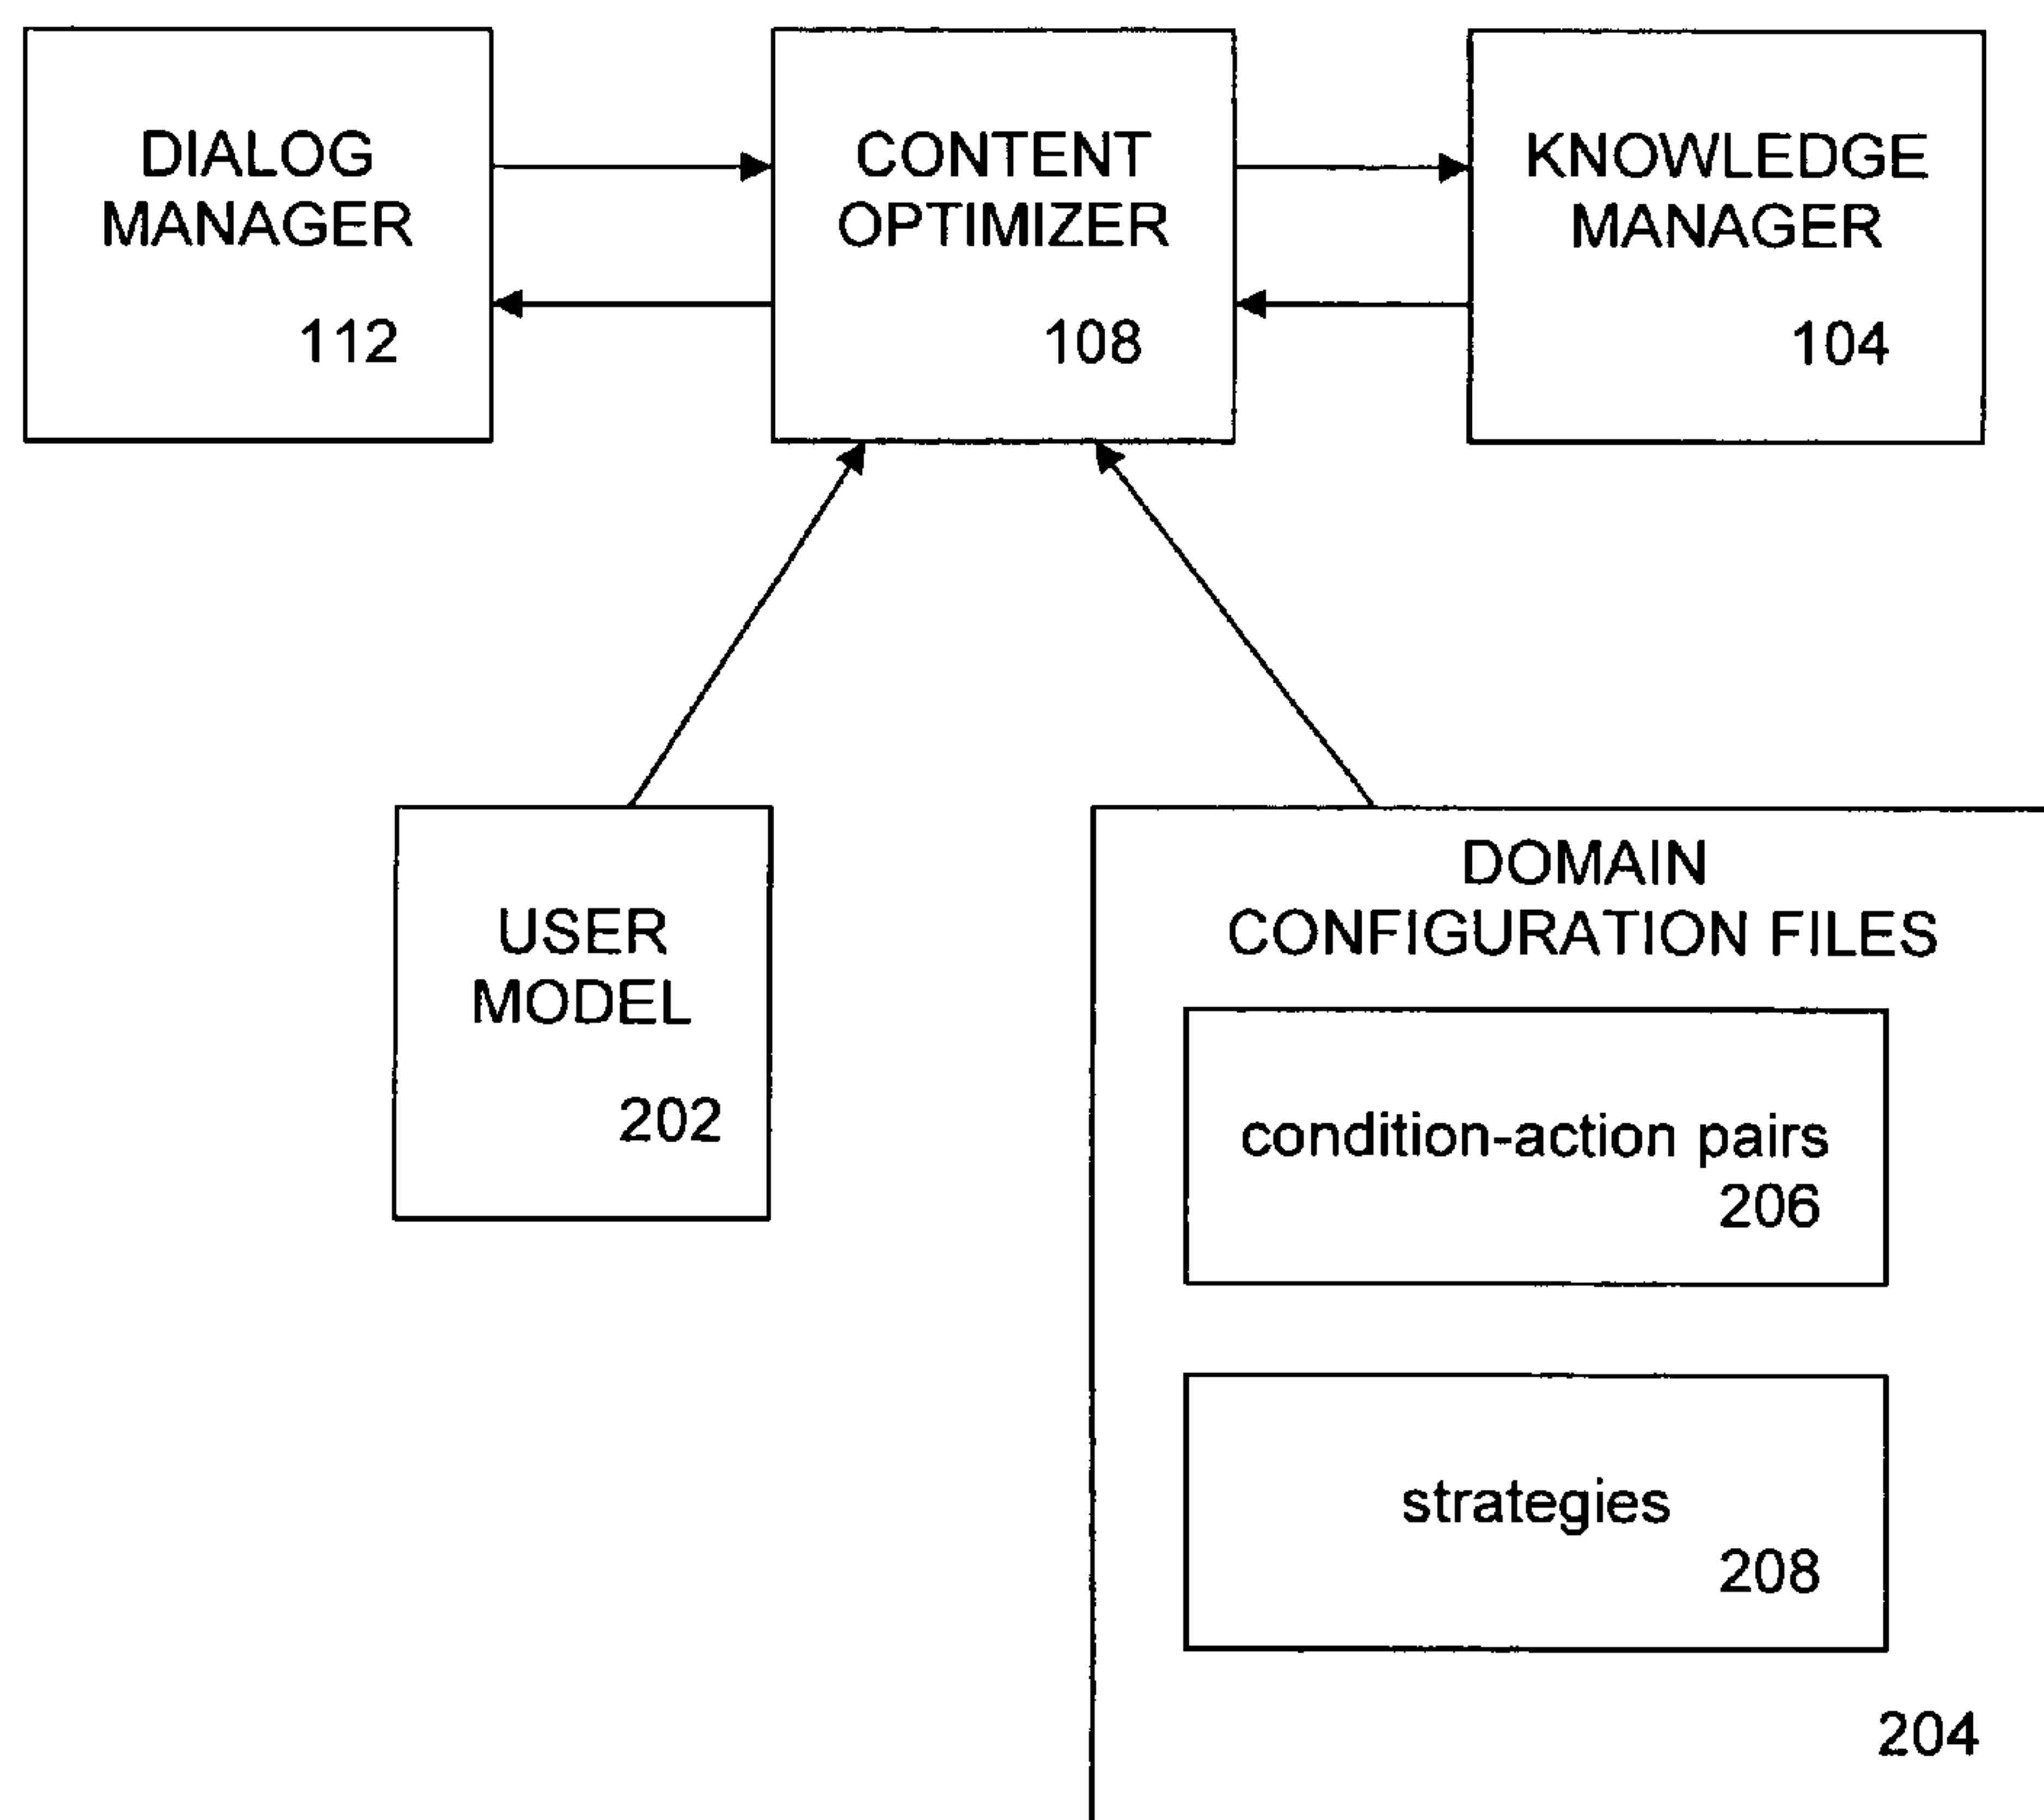 DIALOG
MANAGER
112
CONTENT
OPTIMIZER
108
KNOWLEDGE
MANAGER
104
USER
MODEL
202
DOMAIN
CONFIGURATION FILES
condition-action pairs
206
strategies
208
204